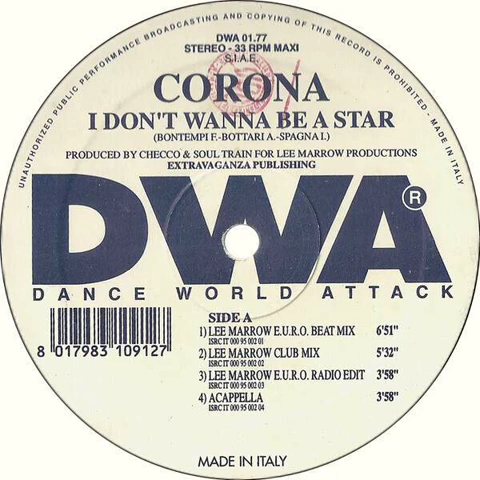 UNAUTHORIZED PUBLIC PERFORMANCE BROADCASTING AND COPYING OF THIS RECORD PROHIBITED - MADE IN ITALY
DWA 01.77
STEREO - 33 RPM MAXI
S.I.A.E.
CORONA
I DON'T WANNA BE A STAR
(BONTEMPI F.-BOTTARI A.-SPAGNA I.)
PRODUCED BY CHECCO & SOUL TRAIN FOR LEE MARROW PRODUCTIONS
EXTRAVAGANZA PUBLISHING
DWA®
DANCE WORLD ATTACK
SIDE A
1) LEE MARROW E.U.R.O. BEAT MIX 6'51"
ISRC IT 000 95 002 01
2) LEE MARROW CLUB MIX 5'32"
ISRC IT 000 95 002 02
3) LEE MARROW E.U.R.O. RADIO EDIT 3'58"
ISRC IT 000 95 002 03
4) ACAPPELLA 3'58"
ISRC IT 000 95 002 04
8 017983 109127
MADE IN ITALY